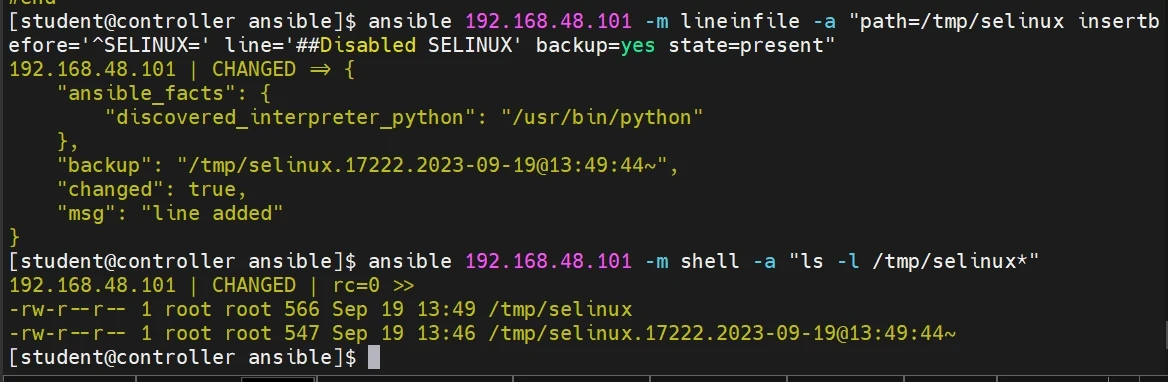 [student@controller ansible]$ ansible 192.168.48.101 -m lineinfile -a "path=/tmp/selinux insertb
efore='^SELINUX=' line='##Disabled SELINUX' backup=yes state=present"
192.168.48.101 | CHANGED => {
    "ansible_facts": {
        "discovered_interpreter_python": "/usr/bin/python"
    },
    "backup": "/tmp/selinux.17222.2023-09-19@13:49:44~",
    "changed": true,
    "msg": "line added"
}
[student@controller ansible]$ ansible 192.168.48.101 -m shell -a "ls -l /tmp/selinux*"
192.168.48.101 | CHANGED | rc=0 >>
-rw-r--r-- 1 root root 566 Sep 19 13:49 /tmp/selinux
-rw-r--r-- 1 root root 547 Sep 19 13:46 /tmp/selinux.17222.2023-09-19@13:49:44~
[student@controller ansible]$